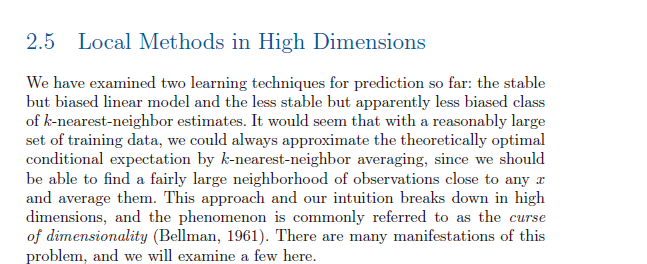 2.5 Local Methods in High Dimensions
We have examined two learning techniques for prediction so far: the stable
but biased linear model and the less stable but apparently less biased class
of k-nearest-neighbor estimates. It would seem that with a reasonably large
set of training data, we could always approximate the theoretically optimal
conditional expectation by k-nearest-neighbor averaging, since we should
be able to find a fairly large neighborhood of observations close to any x
and average them. This approach and our intuition breaks down in high
dimensions, and the phenomenon is commonly referred to as the curse
of dimensionality (Bellman, 1961). There are many manifestations of this
problem, and we will examine a few here.